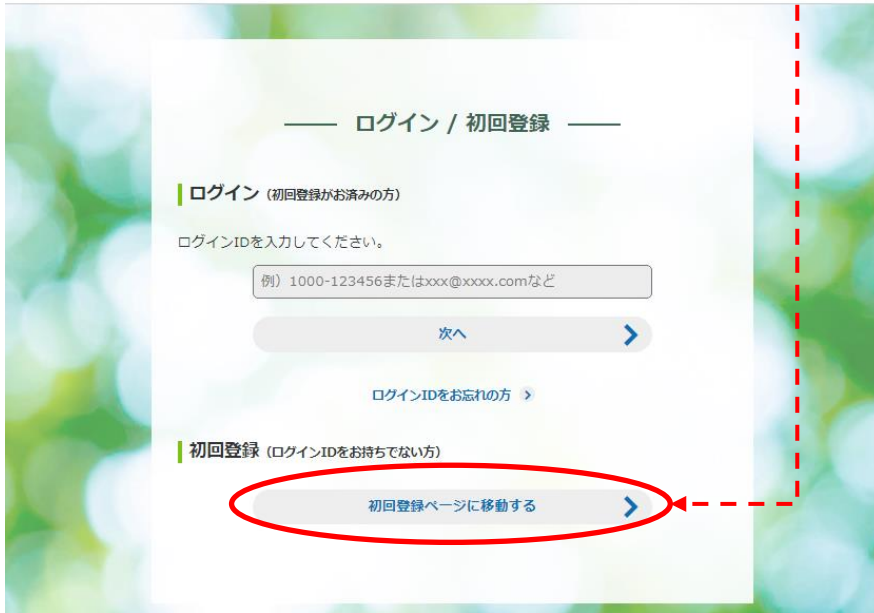 ログイン / 初回登録
ログイン（初回登録がお済みの方）
ログインIDを入力してください。
例）1000-123456またはxxx@xxxx.comなど
次へ
ログインIDをお忘れの方
初回登録（ログインIDをお持ちでない方）
初回登録ページに移動する